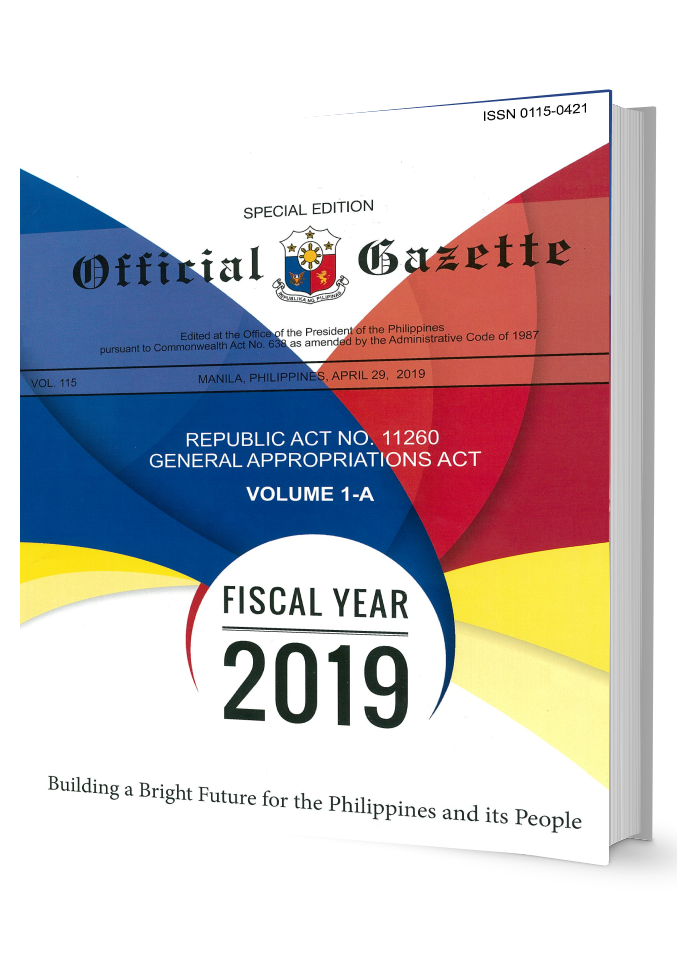 ISSN 0115-0421
SPECIAL EDITION
Official Gazette
REPUBLIKA NG PILIPINAS
Edited at the Office of the President of the Philippines
pursuant to Commonwealth Act No. 638 as amended by the Administrative Code of 1987
VOL. 115 MANILA, PHILIPPINES, APRIL 29, 2019
REPUBLIC ACT NO. 11260
GENERAL APPROPRIATIONS ACT
VOLUME 1-A
FISCAL YEAR
2019
Building a Bright Future for the Philippines and its People